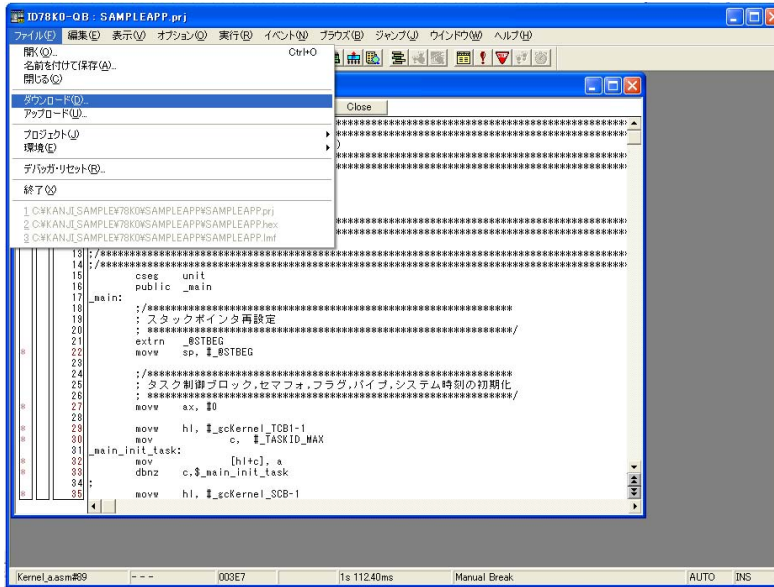 ID78K0-QB : SAMPLEAPP.prj
ファイル(F) 編集(E) 表示(V) オプション(O) 実行(R) イベント(N) ブラウズ(B) ジャンプ(J) ウインドウ(W) ヘルプ(H)
開く(O)... Ctrl+O
名前を付けて保存(A)...
閉じる(C)
ダウンロード(D)...
アップロード(U)...
プロジェクト(J)
環境(E)
デバッガ・リセット(R)...
終了(X)
1 C:¥KANJI_SAMPLE¥78K0¥SAMPLEAPP¥SAMPLEAPP.prj
2 C:¥KANJI_SAMPLE¥78K0¥SAMPLEAPP¥SAMPLEAPP.hex
3 C:¥KANJI_SAMPLE¥78K0¥SAMPLEAPP¥SAMPLEAPP.lmf
Close
13
14
15 cseg unit
16 public _main
17 _main:
18
19 ; スタックポインタ再設定
20
21 extrn _@STBEG
22 movw sp, #_@STBEG
23
24
25 ; タスク制御ブロック,セマフォ,フラグ,パイプ,システム時刻の初期化
26
27 movw ax, #0
28
29 movw hl, #_gcKernel_TCB1-1
30 mov c, #_TASKID_MAX
31 _main_init_task:
32 mov [hl+c], a
33 dbnz c,$_main_init_task
34 ;
35 movw hl, #_gcKernel_SCB-1
Kernel_a.asm#89 --- 003E7 1s 112.40ms Manual Break AUTO INS